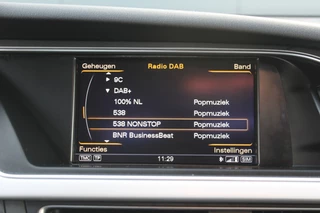 Geheugen Radio DAB Band
9C
DAB+
100% NL Popmuziek
538 Popmuziek
538 NONSTOP Popmuziek
BNR BusinessBeat Popmuziek
Functies Instellingen
TMC TP 11:29 SIM